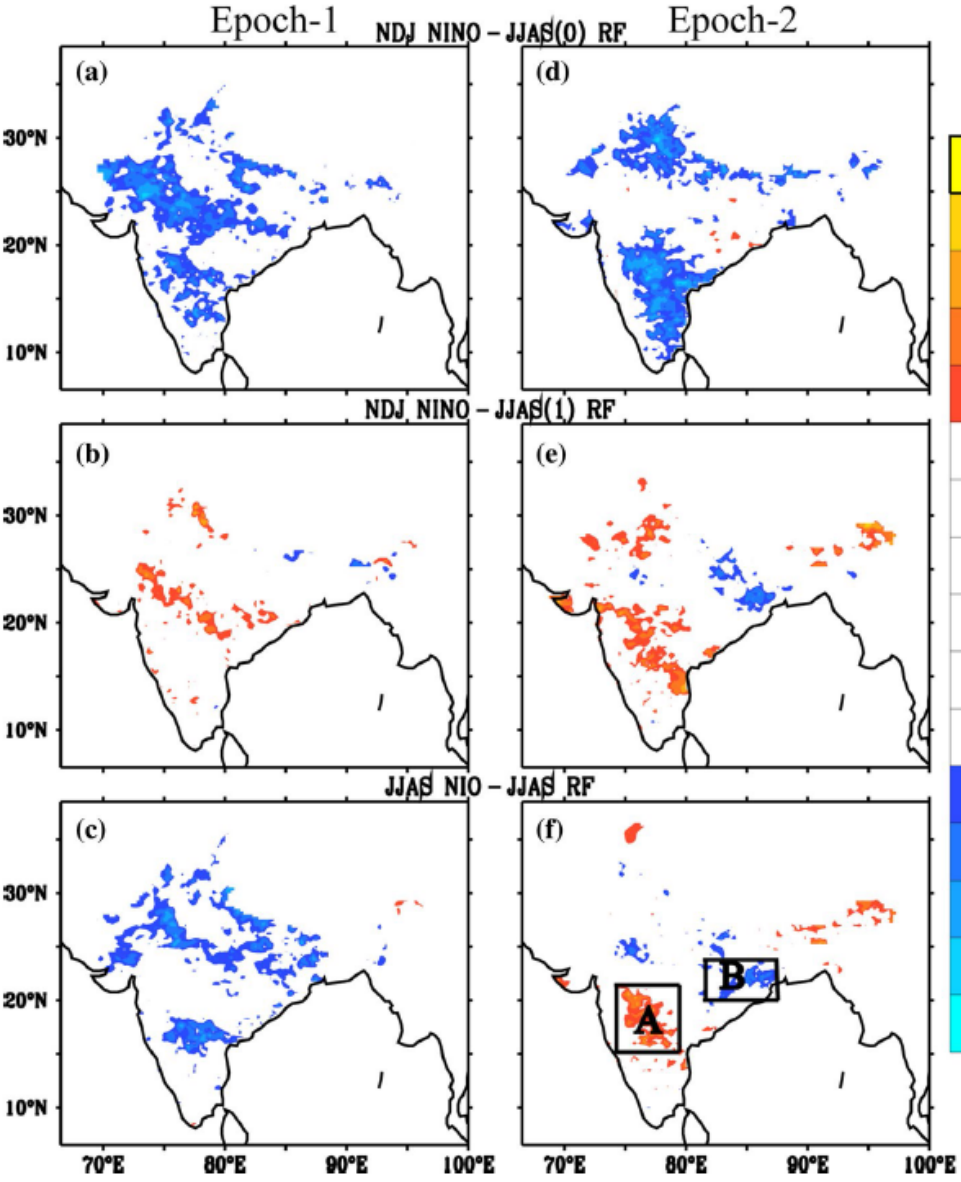 Epoch-1 Epoch-2
NDJ NINO - JJAS(0) RF
(a) (d)
30°N
20°N
10°N
NDJ NINO - JJAS(1) RF
(b) (e)
30°N
20°N
10°N
JJAS NIO - JJAS RF
(c) (f)
30°N
B
20°N
A
10°N
70°E 80°E 90°E 100°E 70°E 80°E 90°E 100°E